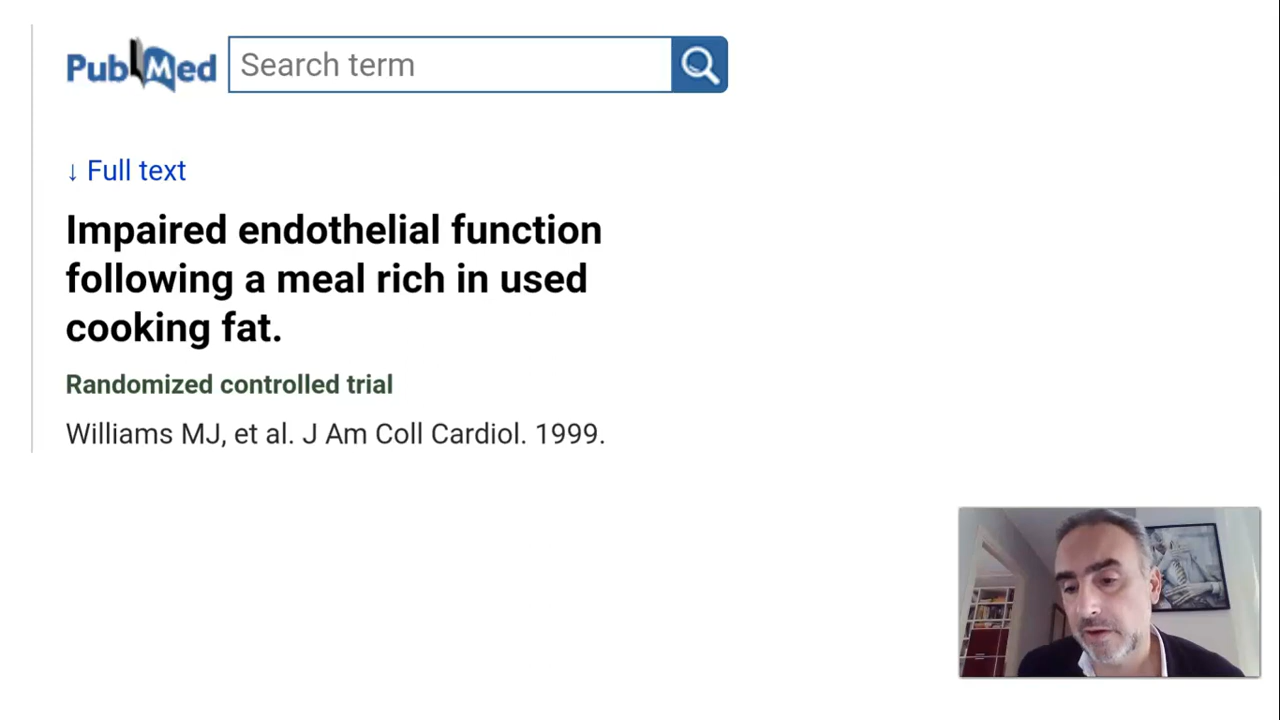 PubMed
Search term
↓ Full text
Impaired endothelial function
following a meal rich in used
cooking fat.
Randomized controlled trial
Williams MJ, et al. J Am Coll Cardiol. 1999.